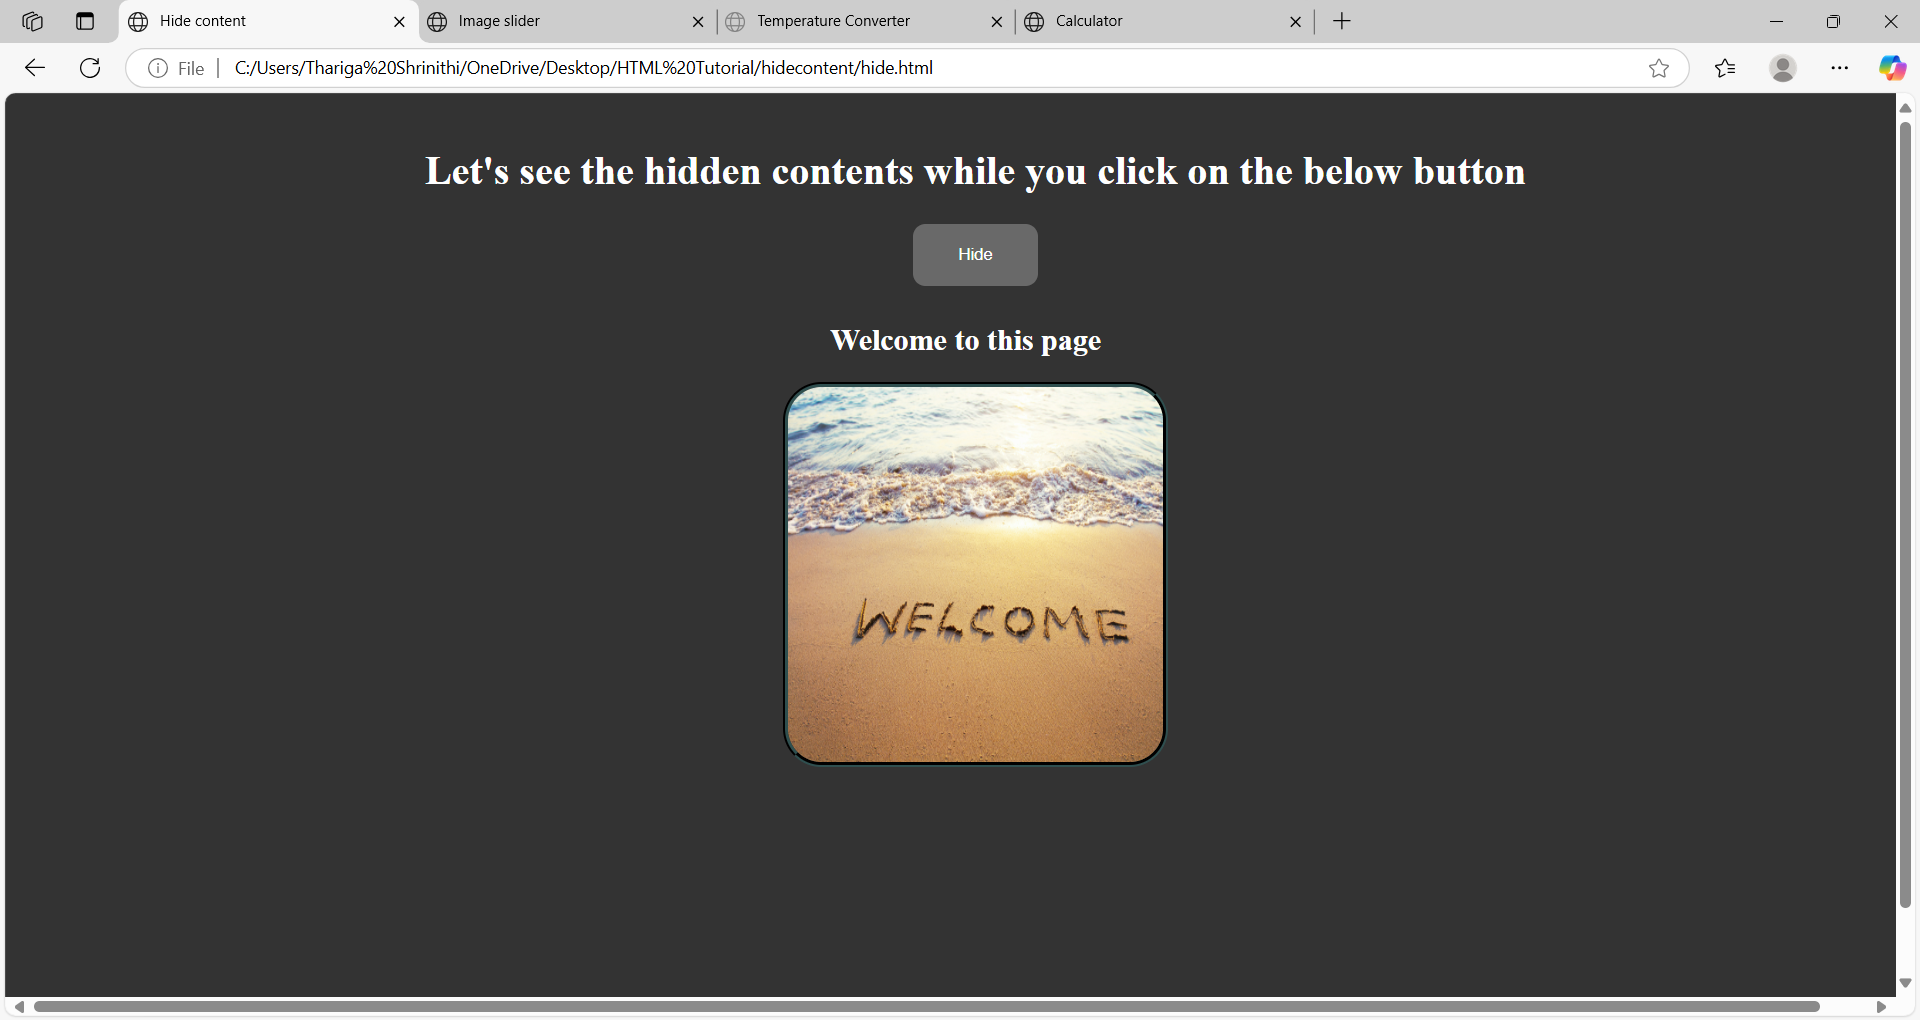 Hide content
Image slider
Temperature Converter
Calculator
File
C:/Users/Thariga%20Shrinithi/OneDrive/Desktop/HTML%20Tutorial/hidecontent/hide.html
Let's see the hidden contents while you click on the below button
Hide
Welcome to this page
WELCOME